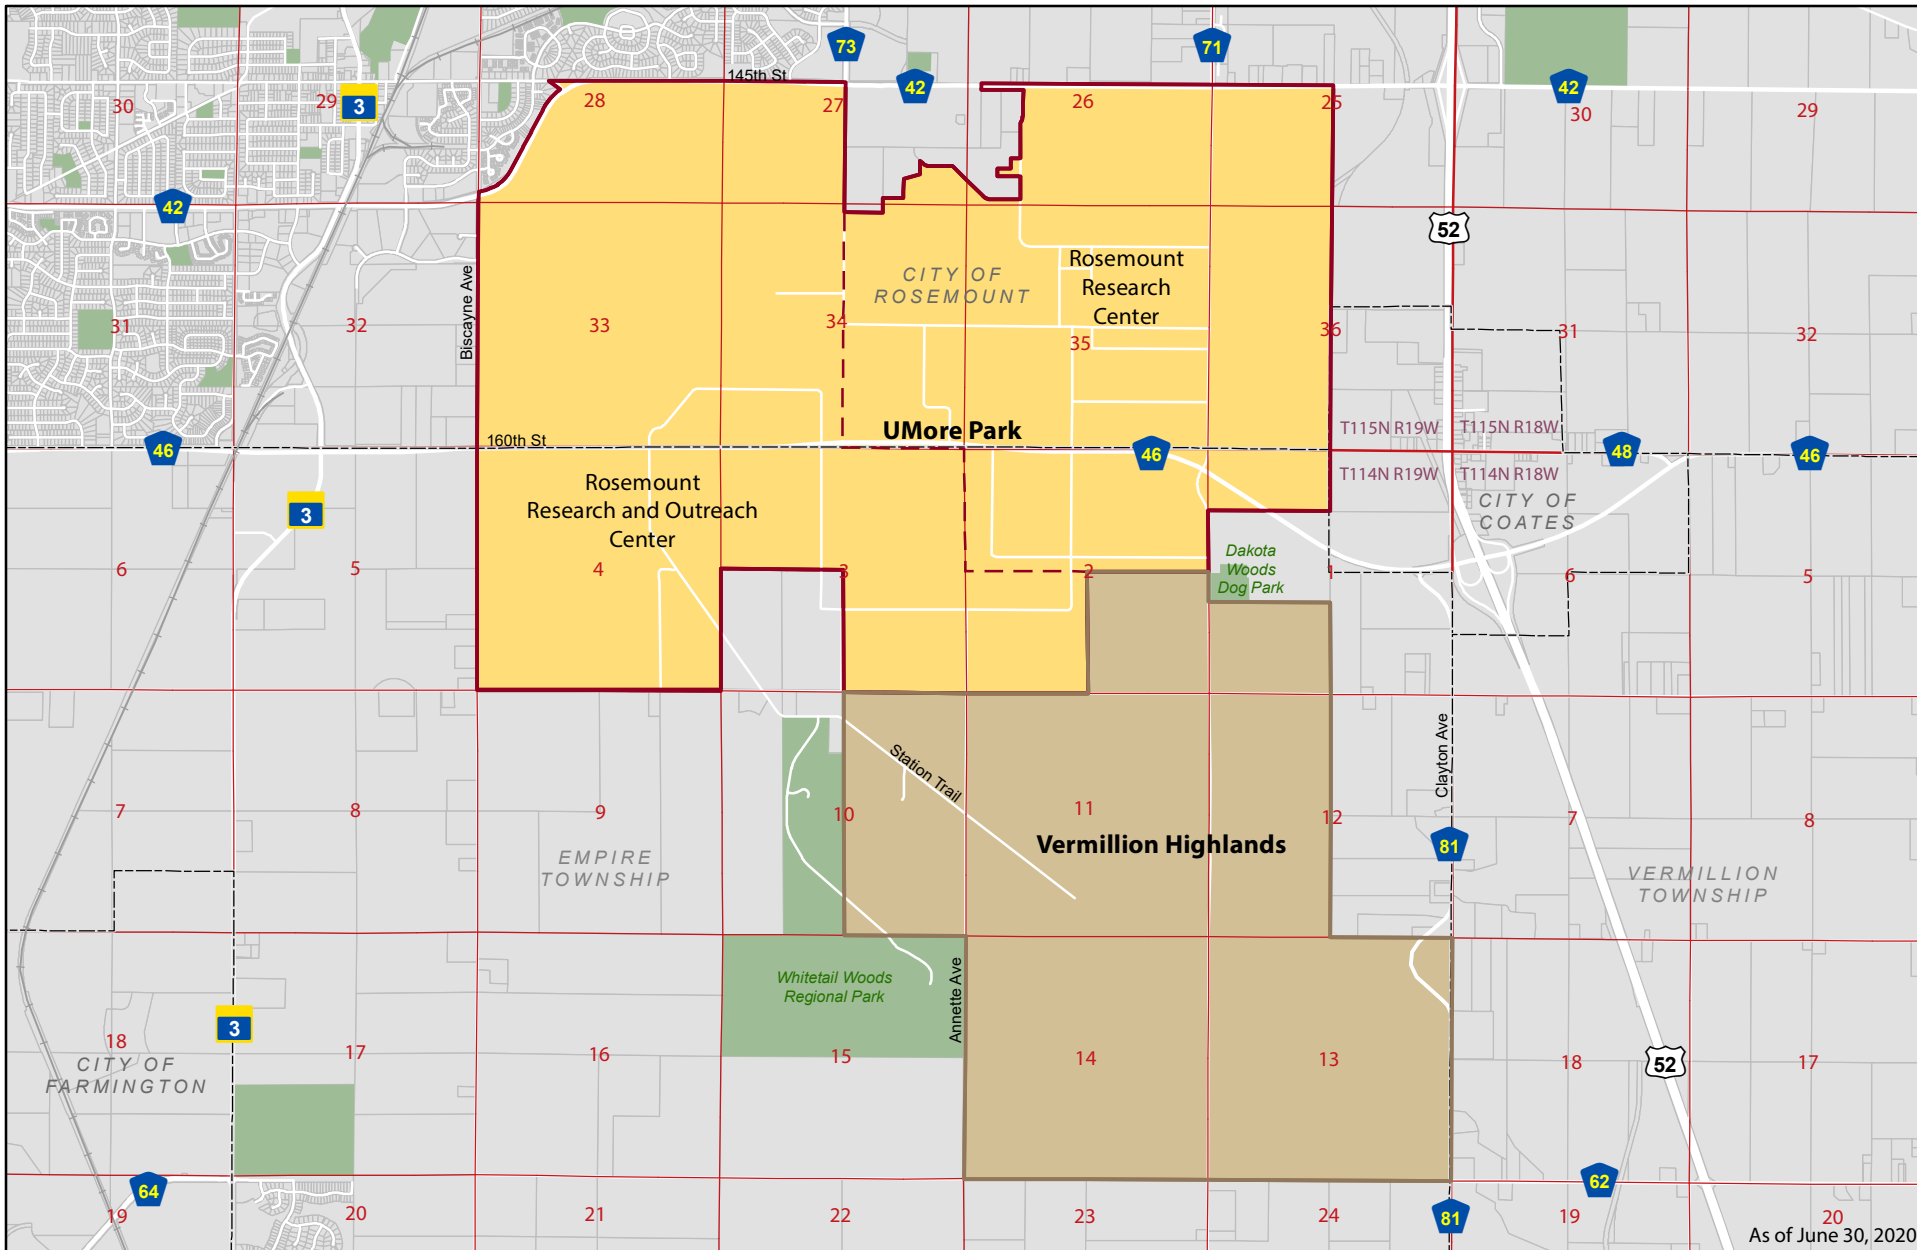 73
71
145th St
42
42
30
29
3
28
27
26
25
30
29
42
52
CITY OF
ROSEMOUNT
Rosemount
Research
Center
Biscayne Ave
31
32
33
34
35
36
31
32
UMore Park
T115N R19W
T115N R18W
160th St
46
46
48
46
T114N R19W
T114N R18W
Rosemount
Research and Outreach
Center
3
CITY OF
COATES
Dakota
Woods
Dog Park
6
5
4
3
2
1
6
5
Station Trail
Clayton Ave
7
8
9
10
11
12
7
8
Vermillion Highlands
81
EMPIRE
TOWNSHIP
VERMILLION
TOWNSHIP
Whitetail Woods
Regional Park
Annette Ave
3
18
17
16
15
14
13
18
17
52
CITY OF
FARMINGTON
64
62
19
20
21
22
23
24
81
19
20
As of June 30, 2020